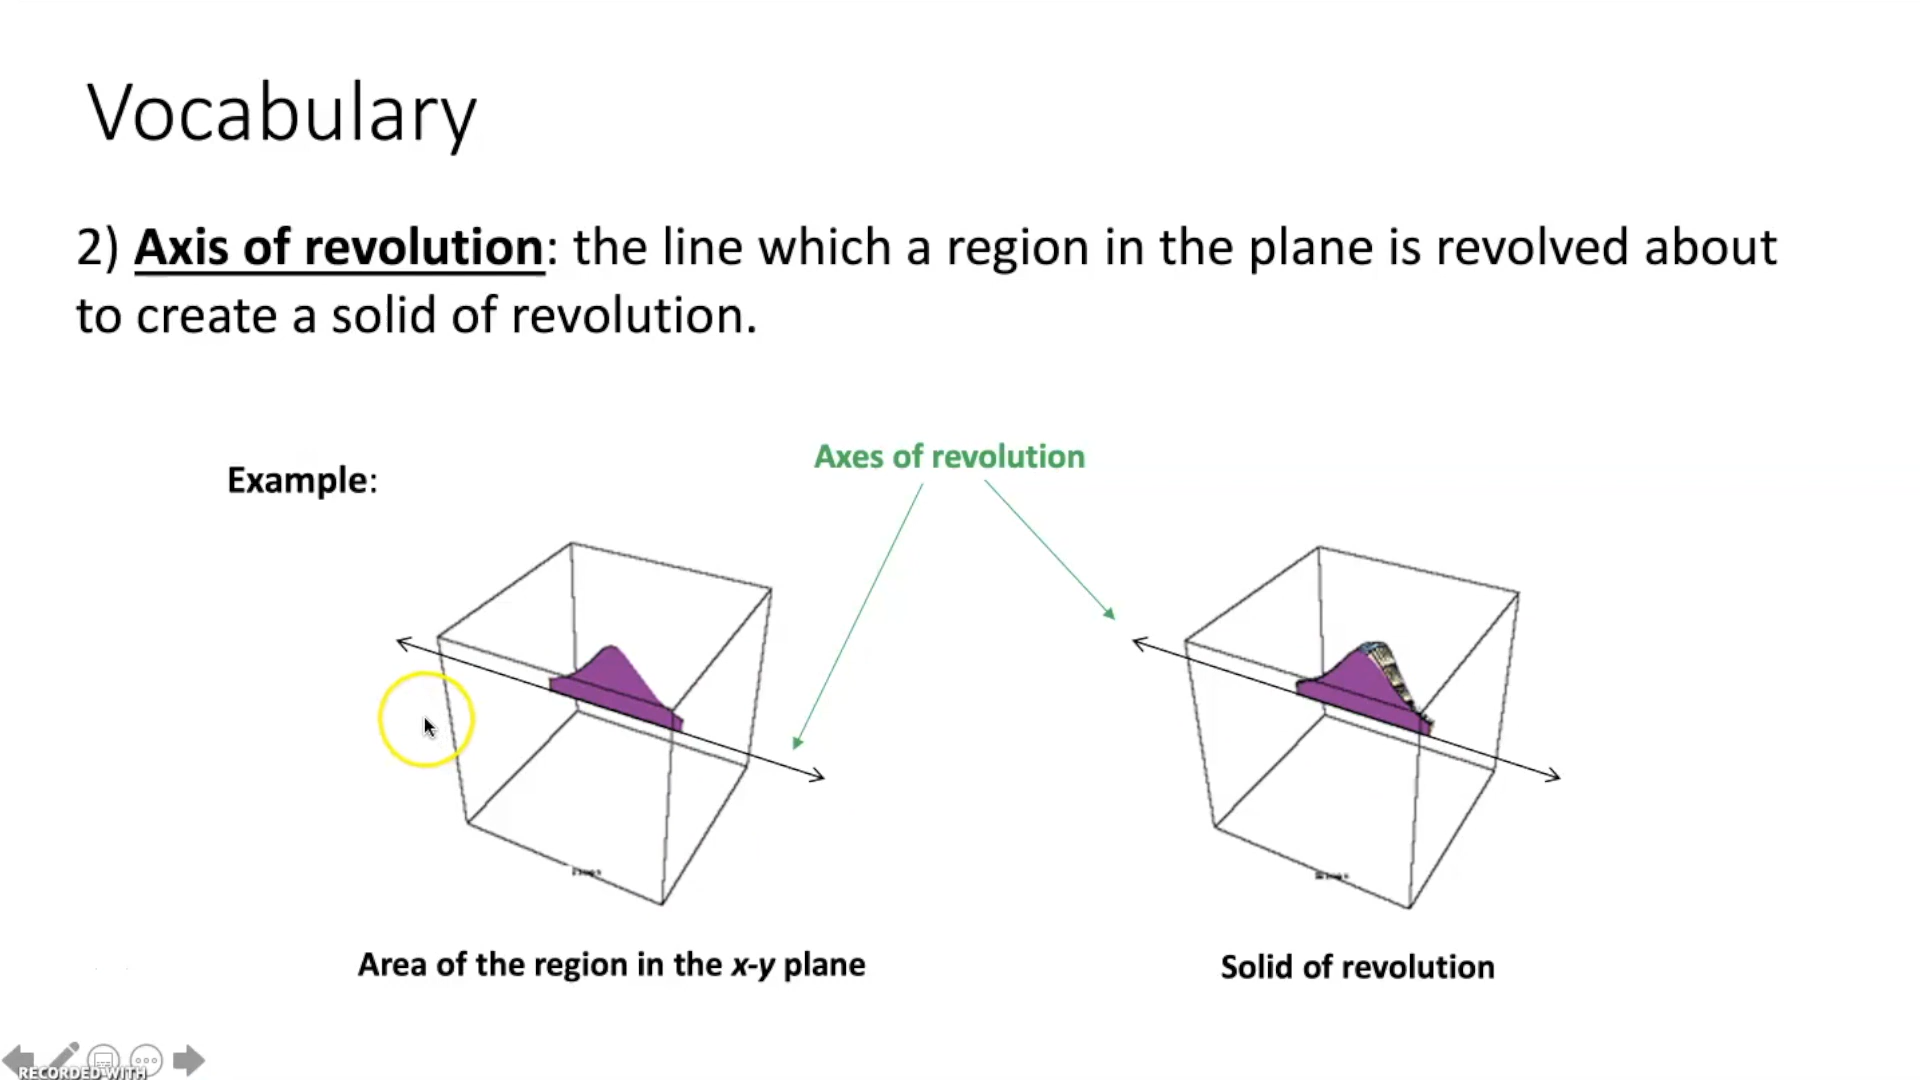 Vocabulary
2) Axis of revolution: the line which a region in the plane is revolved about
to create a solid of revolution.
Axes of revolution
Example:
Area of the region in the x-y plane
Solid of revolution
RECORDED WITH